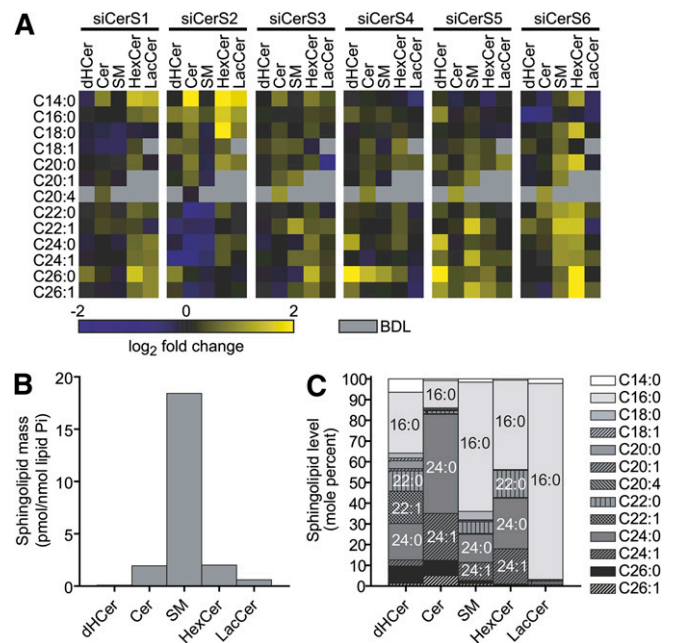 A
siCerS1 siCerS2 siCerS3 siCerS4 siCerS5 siCerS6
dHCer Cer SM HexCer LacCer dHCer Cer SM HexCer LacCer dHCer Cer SM HexCer LacCer dHCer Cer SM HexCer LacCer dHCer Cer SM HexCer LacCer dHCer Cer SM HexCer LacCer
C14:0
C16:0
C18:0
C18:1
C20:0
C20:1
C20:4
C22:0
C22:1
C24:0
C24:1
C26:0
C26:1
-2 0 2
log2 fold change
BDL
B
Sphingolipid mass
(pmol/nmol lipid Pi)
20
15
10
5
0
dHCer Cer SM HexCer LacCer
C
Sphingolipid level
(mole percent)
100
90
80
70
60
50
40
30
20
10
0
16:0
22:0
22:1
24:0
16:0
24:0
24:1
16:0
24:0
24:1
16:0
22:0
24:0
24:1
16:0
dHCer Cer SM HexCer LacCer
C14:0
C16:0
C18:0
C18:1
C20:0
C20:1
C20:4
C22:0
C22:1
C24:0
C24:1
C26:0
C26:1